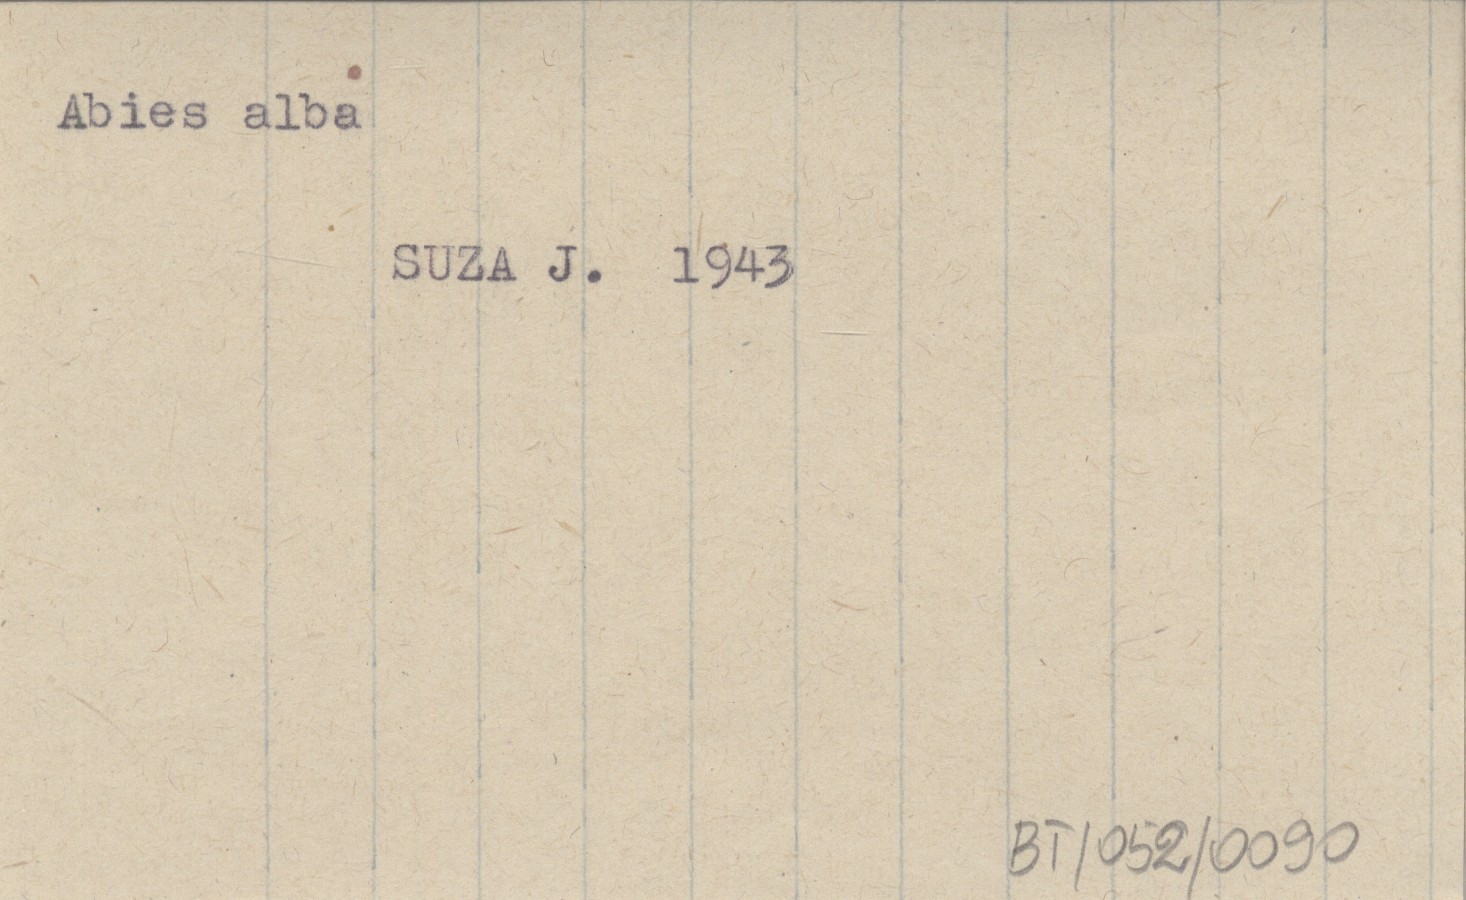 Abies alba
SUZA J. 1943
BT/052/0090